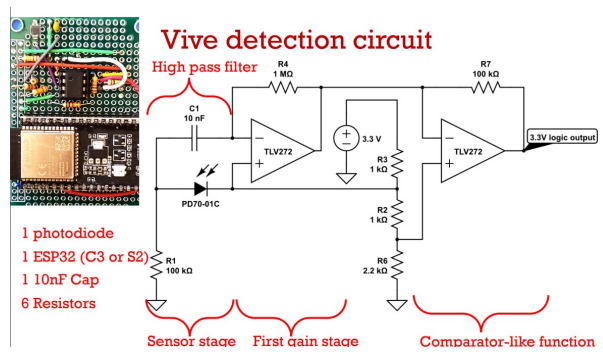 Vive detection circuit
High pass filter
R4
1 MΩ
R7
100 kΩ
C1
10 nF
3.3 V
TLV272
TLV272
3.3V logic output
R3
1 kΩ
PD70-01C
R2
1 kΩ
1 photodiode
1 ESP32 (C3 or S2)
1 10nF Cap
6 Resistors
R1
100 kΩ
R6
2.2 kΩ
Sensor stage
First gain stage
Comparator-like function